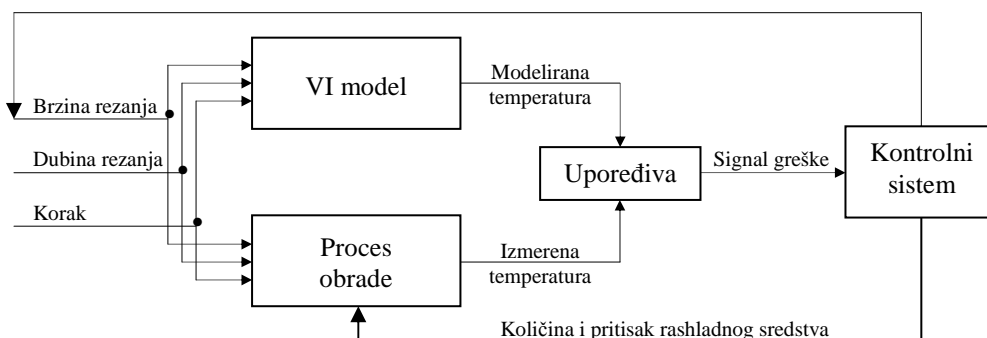 VI model
Modelirana
temperatura
Brzina rezanja
Dubina rezanja
Korak
Upoređiva
Signal greške
Kontrolni
sistem
Proces
obrade
Izmerena
temperatura
Količina i pritisak rashladnog sredstva